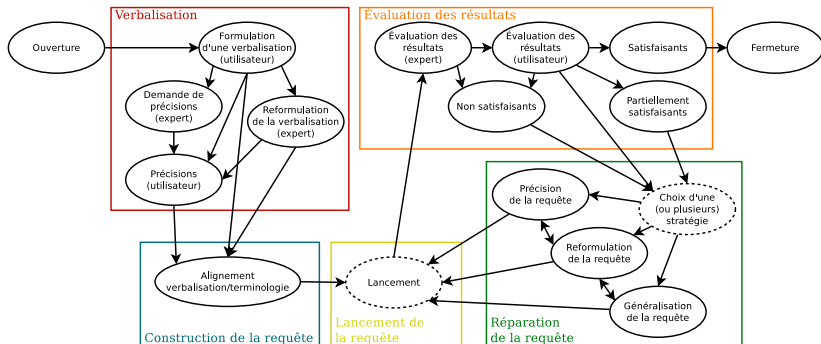 Verbalisation
Ouverture
Formulation
d'une verbalisation
(utilisateur)
Demande de
précisions
(expert)
Reformulation
de la verbalisation
(expert)
Précisions
(utilisateur)
Évaluation des résultats
Évaluation des
résultats
(expert)
Évaluation des
résultats
(utilisateur)
Satisfaisants
Fermeture
Non satisfaisants
Partiellement
satisfaisants
Alignement
verbalisation/terminologie
Construction de la requête
Lancement
Lancement de
la requête
Précision
de la requête
Choix d'une
(ou plusieurs)
stratégie
Reformulation
de la requête
Généralisation
de la requête
Réparation
de la requête